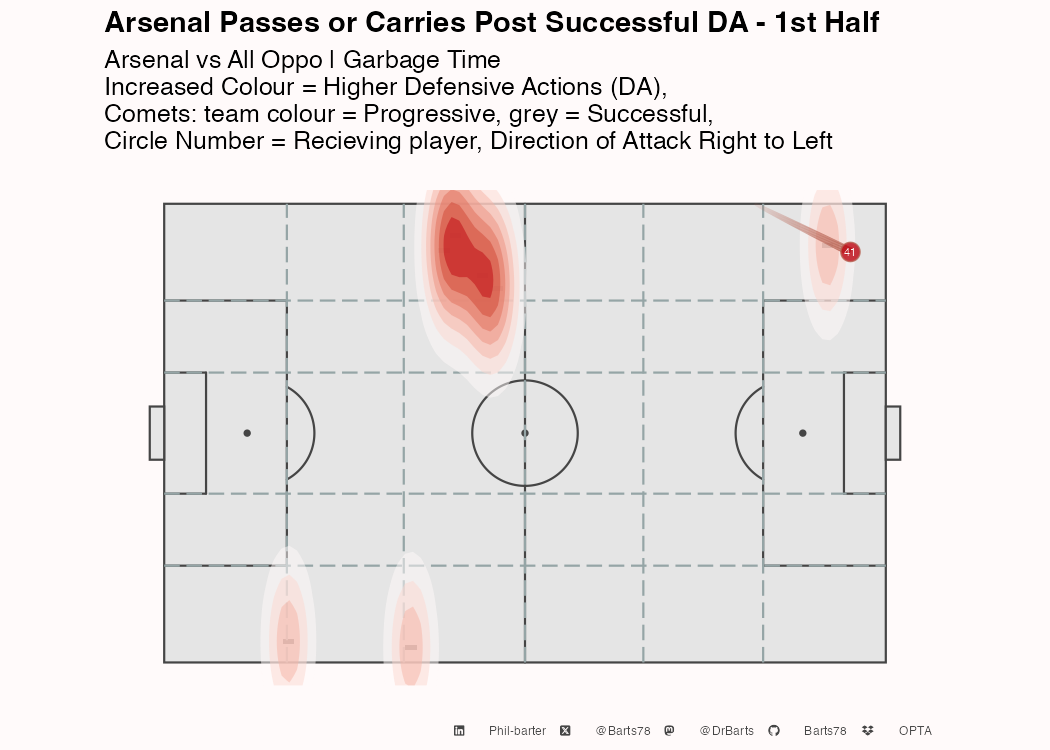 Arsenal Passes or Carries Post Successful DA - 1st Half
Arsenal vs All Oppo | Garbage Time
Increased Colour = Higher Defensive Actions (DA),
Comets: team colour = Progressive, grey = Successful,
Circle Number = Recieving player, Direction of Attack Right to Left
41
Phil-barter @Barts78 @DrBarts Barts78 OPTA